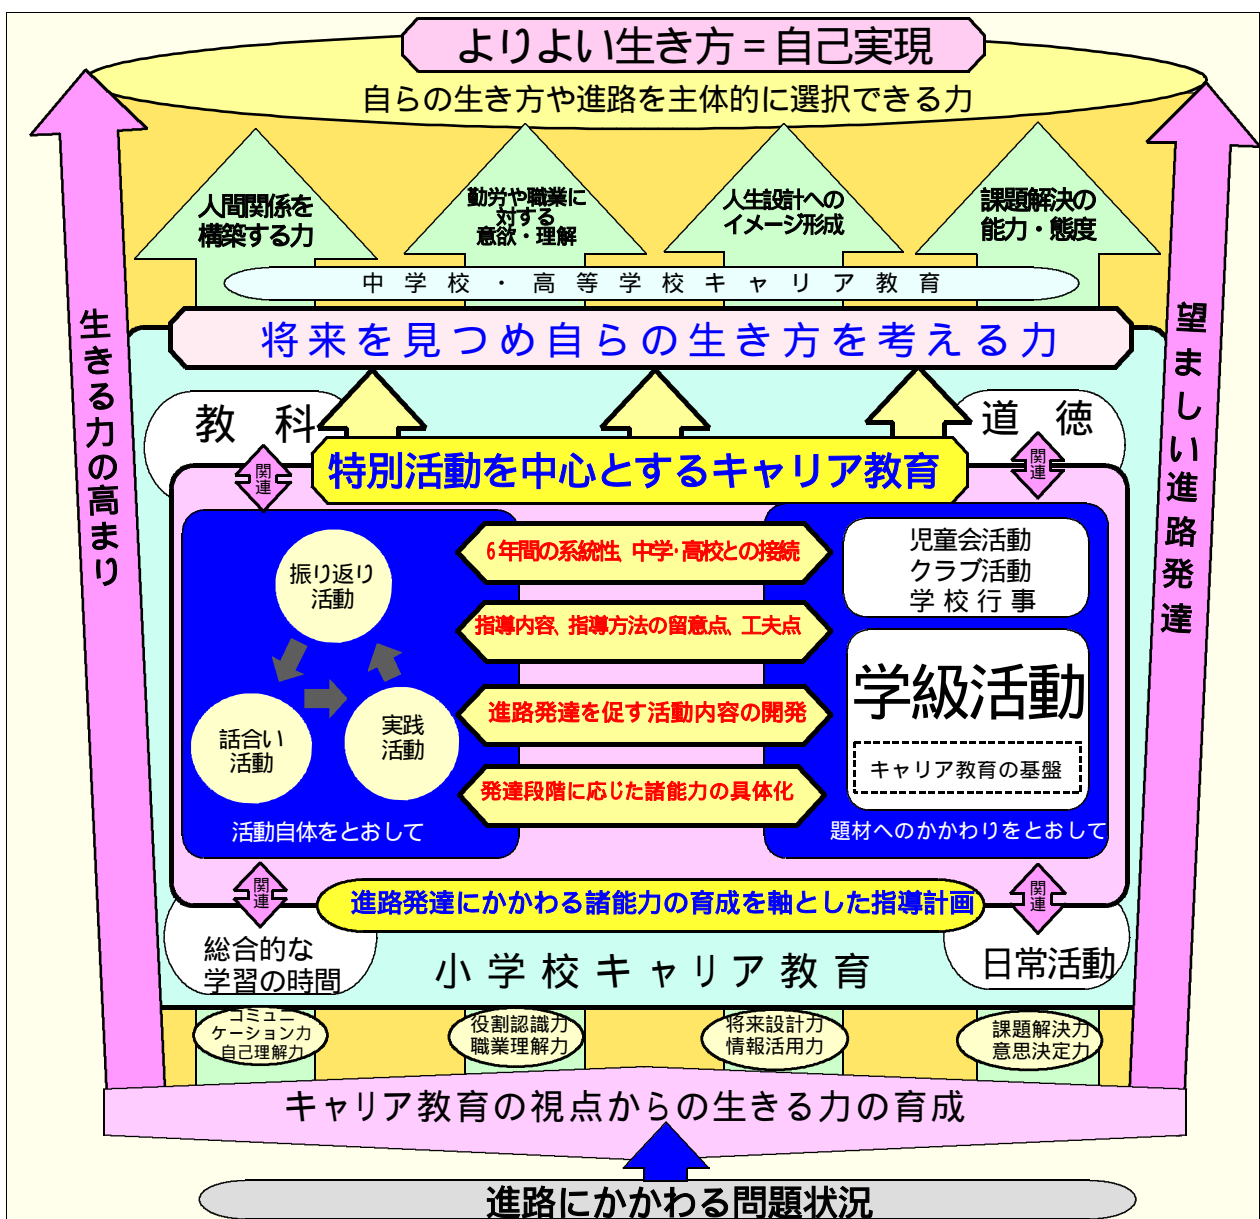 よりよい生き方=自己実現
自らの生き方や進路を主体的に選択できる力
人間関係を
構築する力
勤労や職業に
対する
意欲・理解
人生設計への
イメージ形成
課題解決の
能力・態度
中学校・高等学校キャリア教育
将来を見つめ自らの生き方を考える力
生きる力の高まり
望ましい進路発達
教科
道徳
関連
関連
特別活動を中心とするキャリア教育
振り返り
活動
話合い
活動
実践
活動
活動自体をとおして
6年間の系統性、中学・高校との接続
指導内容、指導方法の留意点、工夫点
進路発達を促す活動内容の開発
発達段階に応じた諸能力の具体化
児童会活動
クラブ活動
学校行事
学級活動
キャリア教育の基盤
題材へのかかわりをとおして
関連
関連
進路発達にかかわる諸能力の育成を軸とした指導計画
総合的な
学習の時間
小学校キャリア教育
日常活動
コミュニ
ケーション力
自己理解力
役割認識力
職業理解力
将来設計力
情報活用力
課題解決力
意思決定力
キャリア教育の視点からの生きる力の育成
進路にかかわる問題状況